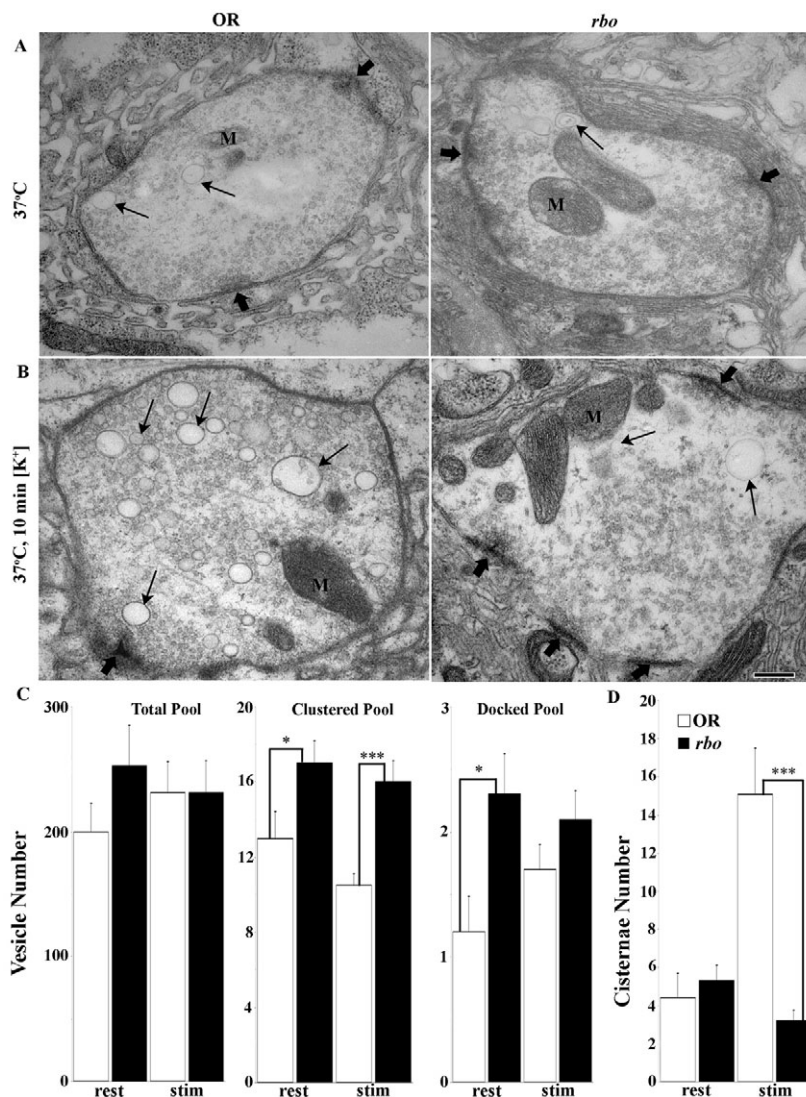 OR rbo
A
M
M
37°C
B
M
M
37°C, 10 min [K+]
C
Total Pool
Clustered Pool
Docked Pool
D
Vesicle Number
300
200
100
0
rest stim
20
16
12
8
4
0
*
***
rest stim
3
2
1
0
*
rest stim
Cisternae Number
20
18
16
14
12
10
8
6
4
2
0
OR
rbo
***
rest stim